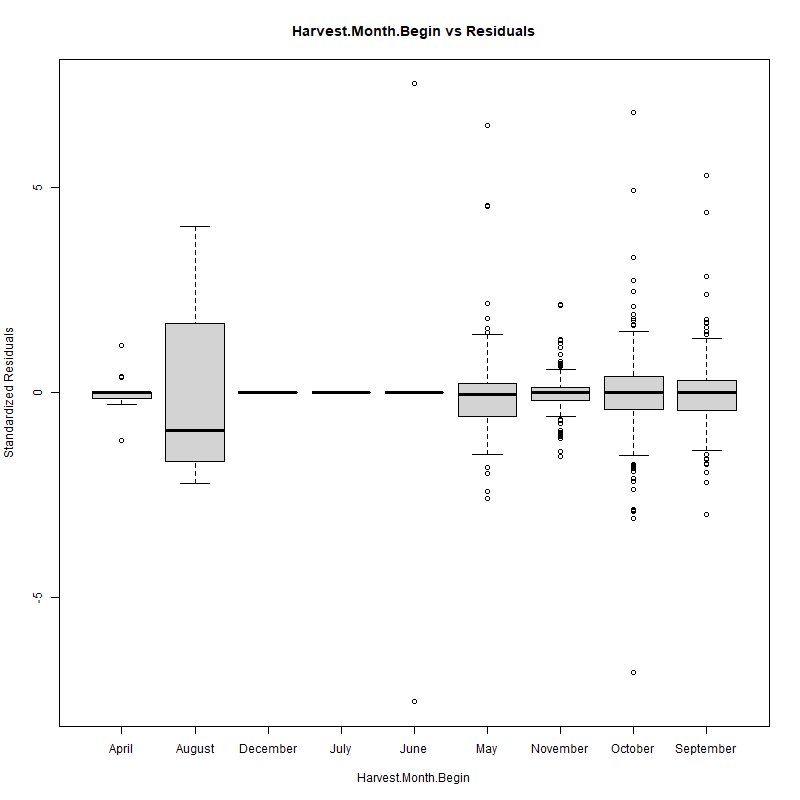 Harvest.Month.Begin vs Residuals
Standardized Residuals
5
0
-5
April August December July June May November October September
Harvest.Month.Begin